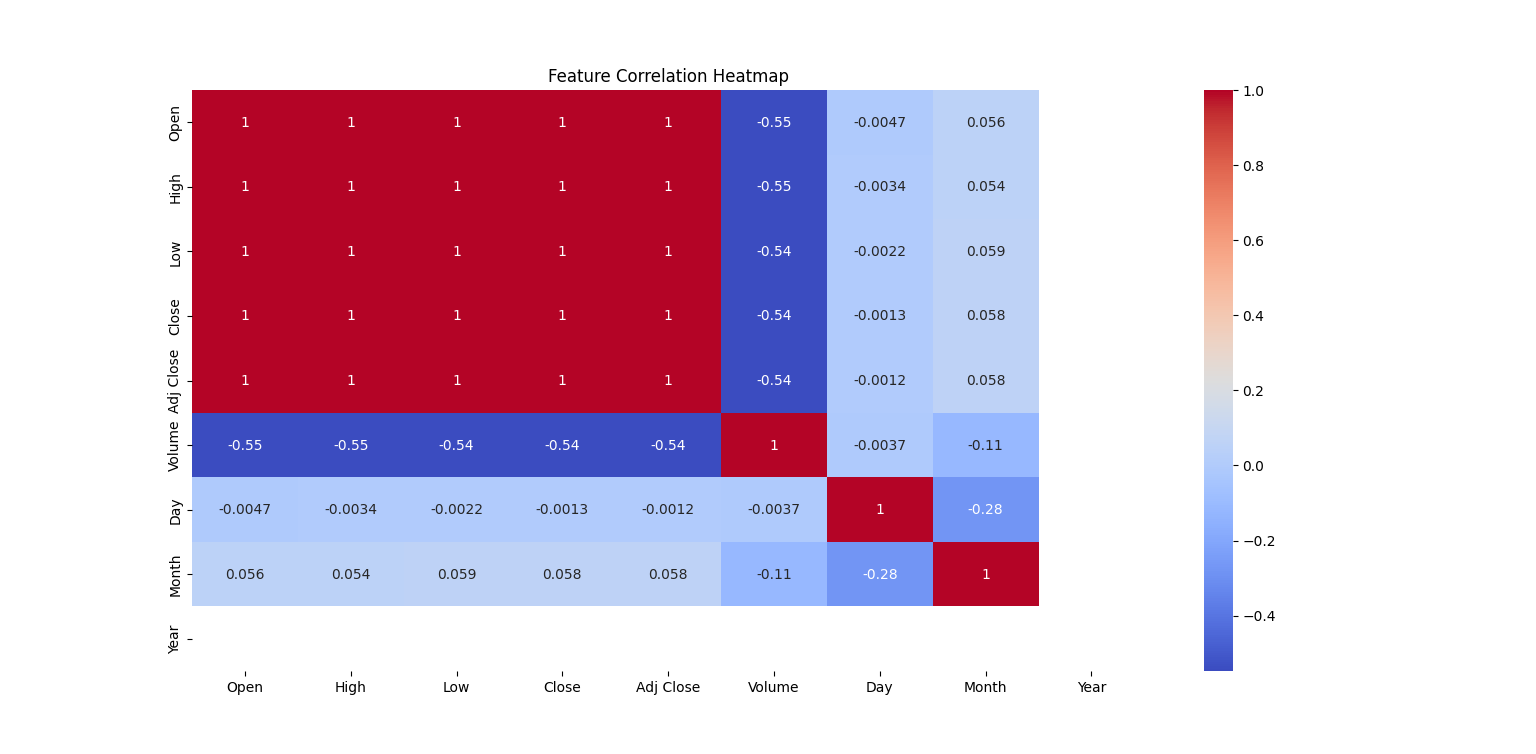 Feature Correlation Heatmap
Open 1 1 1 1 1 -0.55 -0.0047 0.056
High 1 1 1 1 1 -0.55 -0.0034 0.054
Low 1 1 1 1 1 -0.54 -0.0022 0.059
Close 1 1 1 1 1 -0.54 -0.0013 0.058
Adj Close 1 1 1 1 1 -0.54 -0.0012 0.058
Volume -0.55 -0.55 -0.54 -0.54 -0.54 1 -0.0037 -0.11
Day -0.0047 -0.0034 -0.0022 -0.0013 -0.0012 -0.0037 1 -0.28
Month 0.056 0.054 0.059 0.058 0.058 -0.11 -0.28 1
Year
Open High Low Close Adj Close Volume Day Month Year
1.0
0.8
0.6
0.4
0.2
0.0
−0.2
−0.4